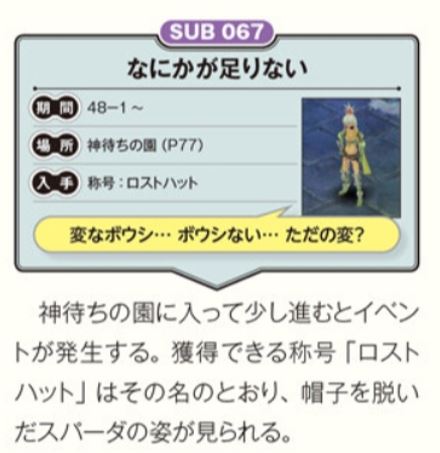 SUB 067
なにかが足りない
期間 48−1〜
場所 神待ちの園（P77）
入手 称号：ロストハット
変なボウシ… ボウシない… ただの変？
神待ちの園に入って少し進むとイベン
トが発生する。獲得できる称号「ロスト
ハット」はその名のとおり、帽子を脱い
だスパーダの姿が見られる。